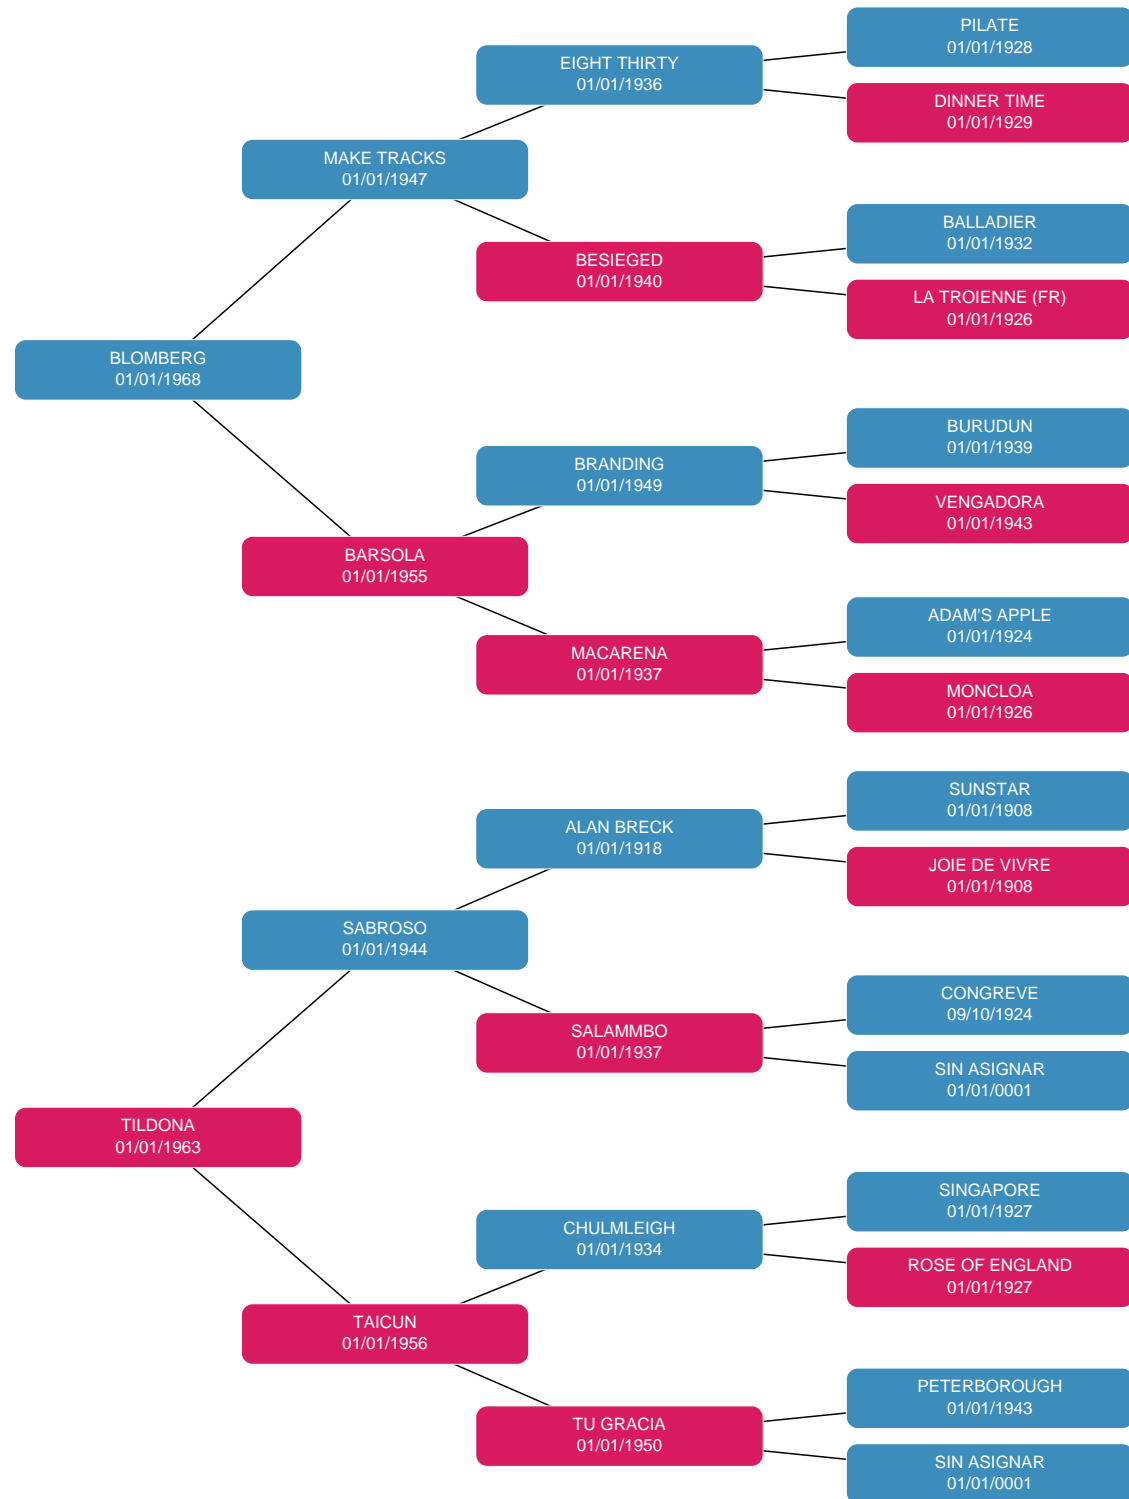 PILATE
01/01/1928
EIGHT THIRTY
01/01/1936
DINNER TIME
01/01/1929
MAKE TRACKS
01/01/1947
BALLADIER
01/01/1932
BESIEGED
01/01/1940
LA TROIENNE (FR)
01/01/1926
BLOMBERG
01/01/1968
BURUDUN
01/01/1939
BRANDING
01/01/1949
VENGADORA
01/01/1943
BARSOLA
01/01/1955
ADAM'S APPLE
01/01/1924
MACARENA
01/01/1937
MONCLOA
01/01/1926
SUNSTAR
01/01/1908
ALAN BRECK
01/01/1918
JOIE DE VIVRE
01/01/1908
SABROSO
01/01/1944
CONGREVE
09/10/1924
SALAMMBO
01/01/1937
SIN ASIGNAR
01/01/0001
TILDONA
01/01/1963
SINGAPORE
01/01/1927
CHULMLEIGH
01/01/1934
ROSE OF ENGLAND
01/01/1927
TAICUN
01/01/1956
PETERBOROUGH
01/01/1943
TU GRACIA
01/01/1950
SIN ASIGNAR
01/01/0001